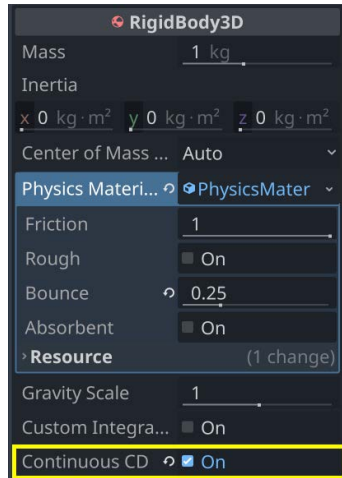 RigidBody3D
Mass 1 kg
Inertia
x 0 kg·m² y 0 kg·m² z 0 kg·m²
Center of Mass ... Auto
Physics Materi... PhysicsMater
Friction 1
Rough On
Bounce 0.25
Absorbent On
Resource (1 change)
Gravity Scale 1
Custom Integra... On
Continuous CD On